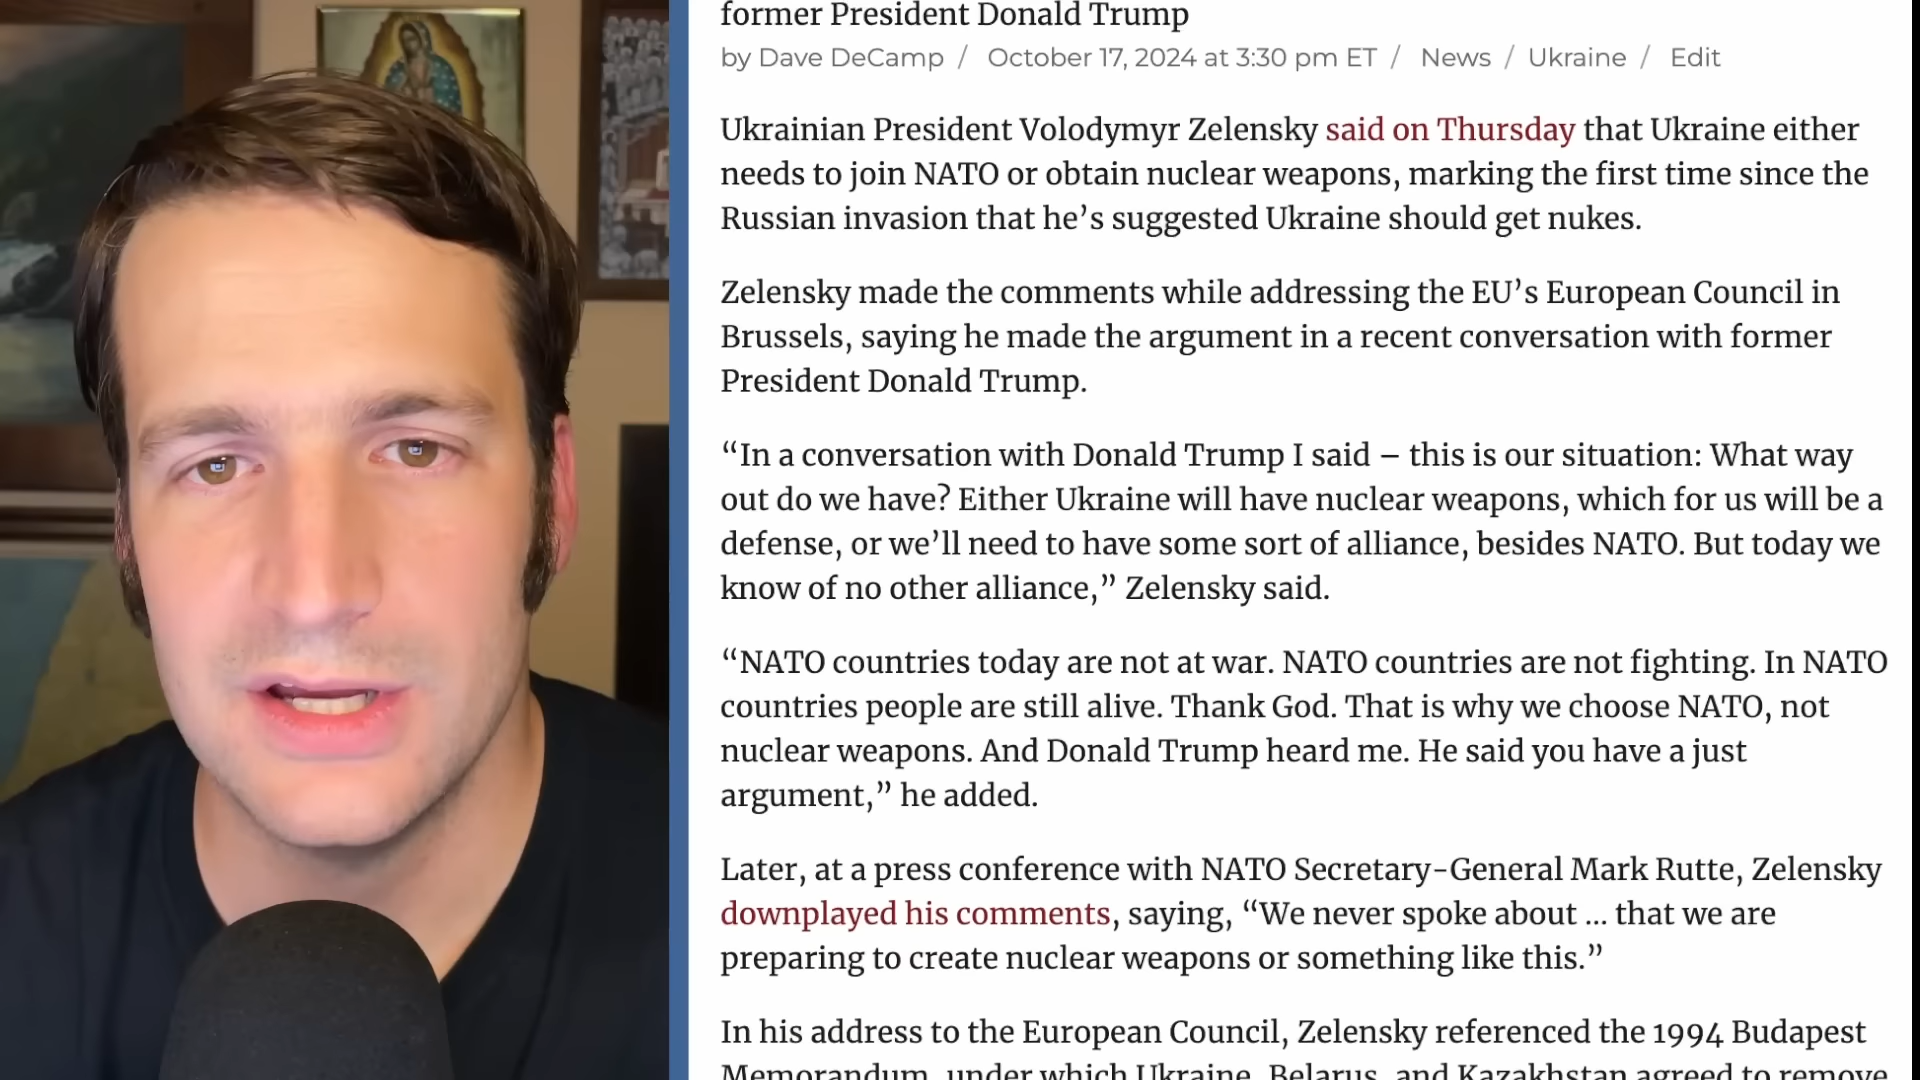 former President Donald Trump
by Dave DeCamp / October 17, 2024 at 3:30 pm ET / News / Ukraine / Edit
Ukrainian President Volodymyr Zelensky said on Thursday that Ukraine either
needs to join NATO or obtain nuclear weapons, marking the first time since the
Russian invasion that he’s suggested Ukraine should get nukes.
Zelensky made the comments while addressing the EU’s European Council in
Brussels, saying he made the argument in a recent conversation with former
President Donald Trump.
“In a conversation with Donald Trump I said – this is our situation: What way
out do we have? Either Ukraine will have nuclear weapons, which for us will be a
defense, or we’ll need to have some sort of alliance, besides NATO. But today we
know of no other alliance,” Zelensky said.
“NATO countries today are not at war. NATO countries are not fighting. In NATO
countries people are still alive. Thank God. That is why we choose NATO, not
nuclear weapons. And Donald Trump heard me. He said you have a just
argument,” he added.
Later, at a press conference with NATO Secretary-General Mark Rutte, Zelensky
downplayed his comments, saying, “We never spoke about … that we are
preparing to create nuclear weapons or something like this.”
In his address to the European Council, Zelensky referenced the 1994 Budapest
Memorandum, under which Ukraine, Belarus, and Kazakhstan agreed to remove